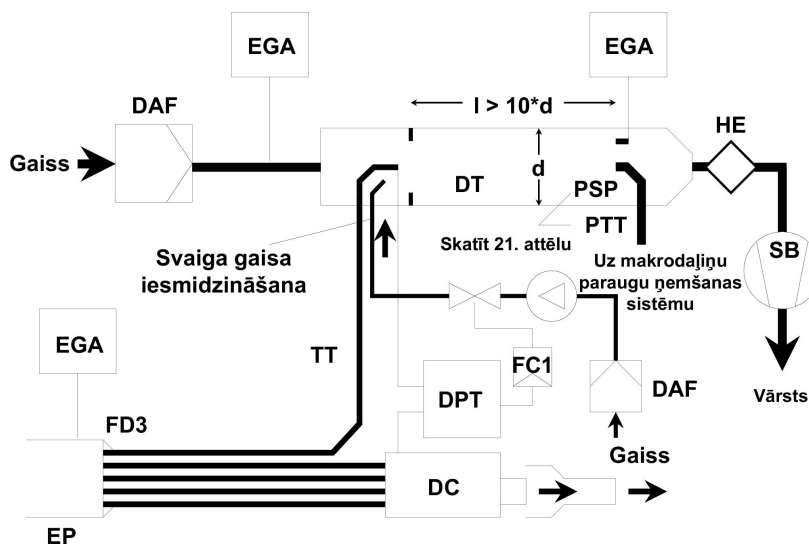 EGA
EGA
DAF
l > 10*d
HE
Gaiss
d
DT
PSP
PTT
SB
Svaiga gaisa
iesmidzināšana
Skatīt 21. attēlu
Uz makrodaļiņu
paraugu ņemšanas
sistēmu
EGA
TT
FC1
DPT
DAF
Vārsts
FD3
Gaiss
DC
EP